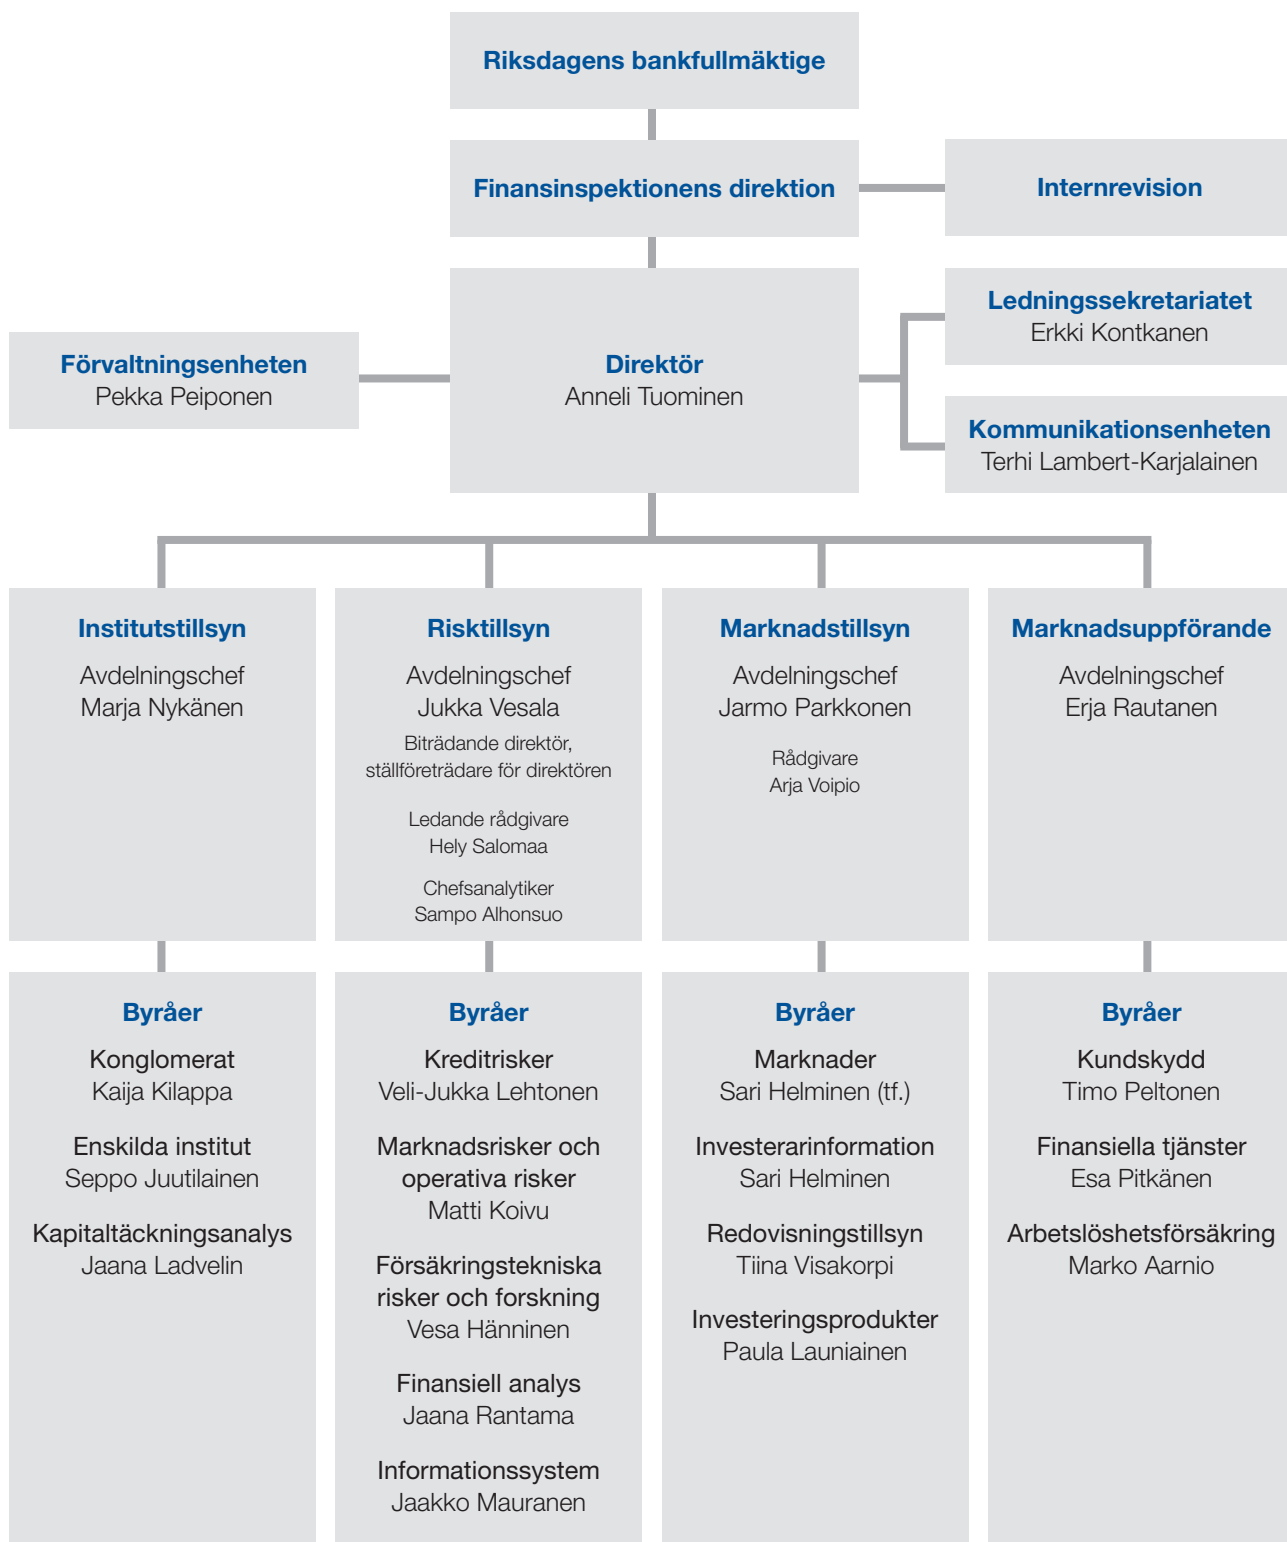 Riksdagens bankfullmäktige
Finansinspektionens direktion
Internrevision
Ledningssekretariatet
Erkki Kontkanen
Förvaltningsenheten
Pekka Peiponen
Direktör
Anneli Tuominen
Kommunikationsenheten
Terhi Lambert-Karjalainen
Institutstillsyn
Avdelningschef
Marja Nykänen
Risktillsyn
Avdelningschef
Jukka Vesala
Biträdande direktör,
ställföreträdare för direktören
Ledande rådgivare
Hely Salomaa
Chefsanalytiker
Sampo Alhonsuo
Marknadstillsyn
Avdelningschef
Jarmo Parkkonen
Rådgivare
Arja Voipio
Marknadsuppförande
Avdelningschef
Erja Rautanen
Byråer
Konglomerat
Kaija Kilappa
Enskilda institut
Seppo Juutilainen
Kapitaltäckningsanalys
Jaana Ladvelin
Byråer
Kreditrisker
Veli-Jukka Lehtonen
Marknadsrisker och
operativa risker
Matti Koivu
Försäkringstekniska
risker och forskning
Vesa Hänninen
Finansiell analys
Jaana Rantama
Informationssystem
Jaakko Mauranen
Byråer
Marknader
Sari Helminen (tf.)
Investerarinformation
Sari Helminen
Redovisningstillsyn
Tiina Visakorpi
Investeringsprodukter
Paula Launiainen
Byråer
Kundskydd
Timo Peltonen
Finansiella tjänster
Esa Pitkänen
Arbetslöshetsförsäkring
Marko Aarnio